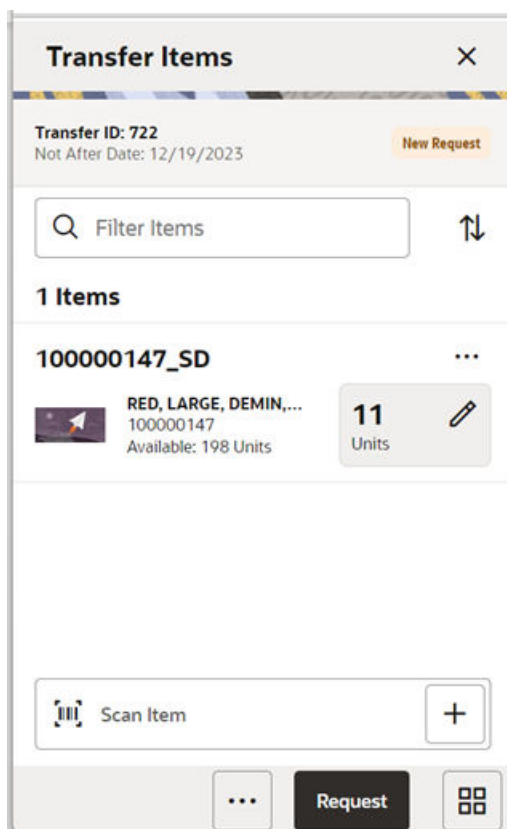 Transfer Items
Transfer ID: 722
Not After Date: 12/19/2023
New Request
Filter Items
1 Items
100000147_SD
RED, LARGE, DEMIN,...
100000147
Available: 198 Units
11
Units
Scan Item
Request